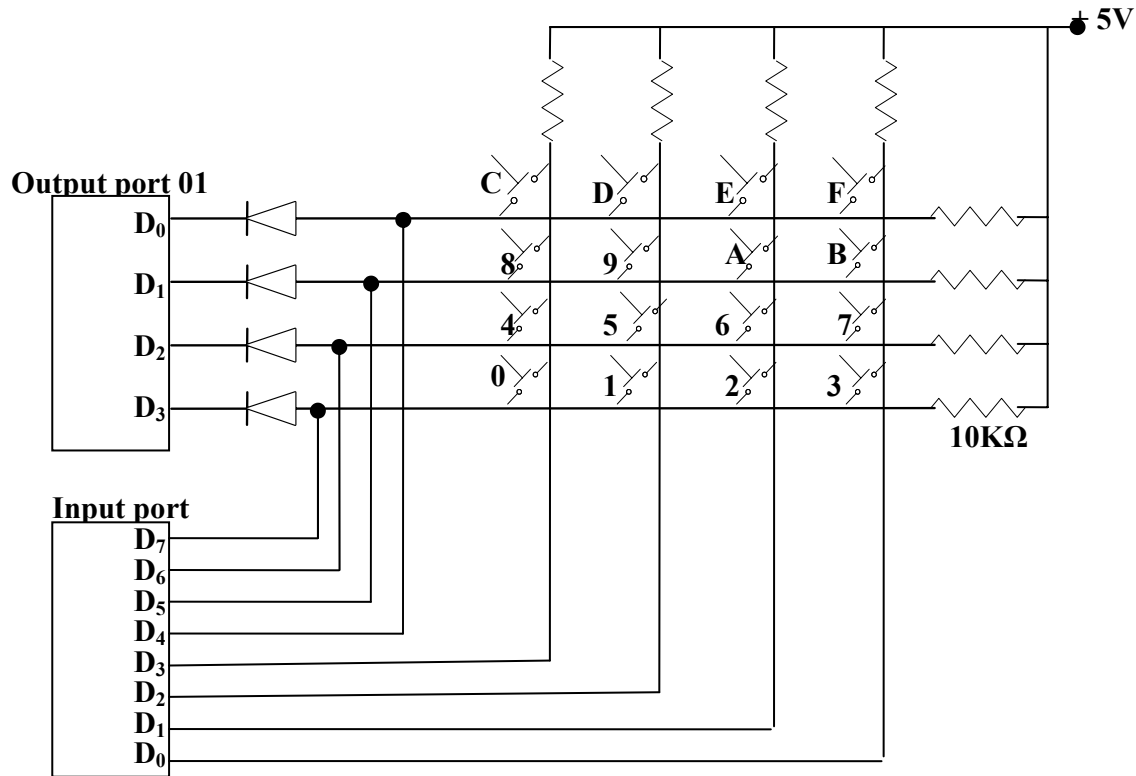 + 5V
C D E F
Output port 01
D₀
8 9 A B
D₁
4 5 6 7
D₂
0 1 2 3
D₃
10KΩ
Input port
D₇
D₆
D₅
D₄
D₃
D₂
D₁
D₀